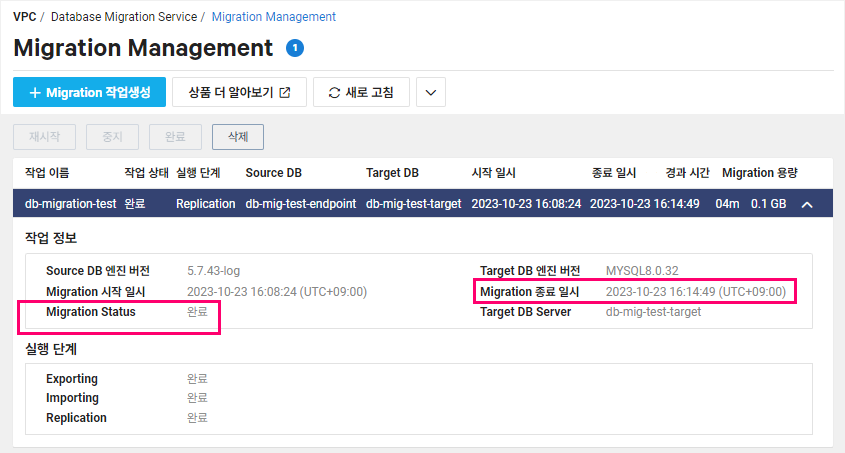 VPC / Database Migration Service / Migration Management
Migration Management 1
+ Migration 작업생성 상품 더 알아보기 새로 고침
재시작 중지 완료 삭제
작업 이름 작업 상태 실행 단계 Source DB Target DB 시작 일시 종료 일시 경과 시간 Migration 용량
db-migration-test 완료 Replication db-mig-test-endpoint db-mig-test-target 2023-10-23 16:08:24 2023-10-23 16:14:49 04m 0.1 GB
작업 정보
Source DB 엔진 버전 5.7.43-log Target DB 엔진 버전 MYSQL8.0.32
Migration 시작 일시 2023-10-23 16:08:24 (UTC+09:00) Migration 종료 일시 2023-10-23 16:14:49 (UTC+09:00)
Migration Status 완료 Target DB Server db-mig-test-target
실행 단계
Exporting 완료
Importing 완료
Replication 완료